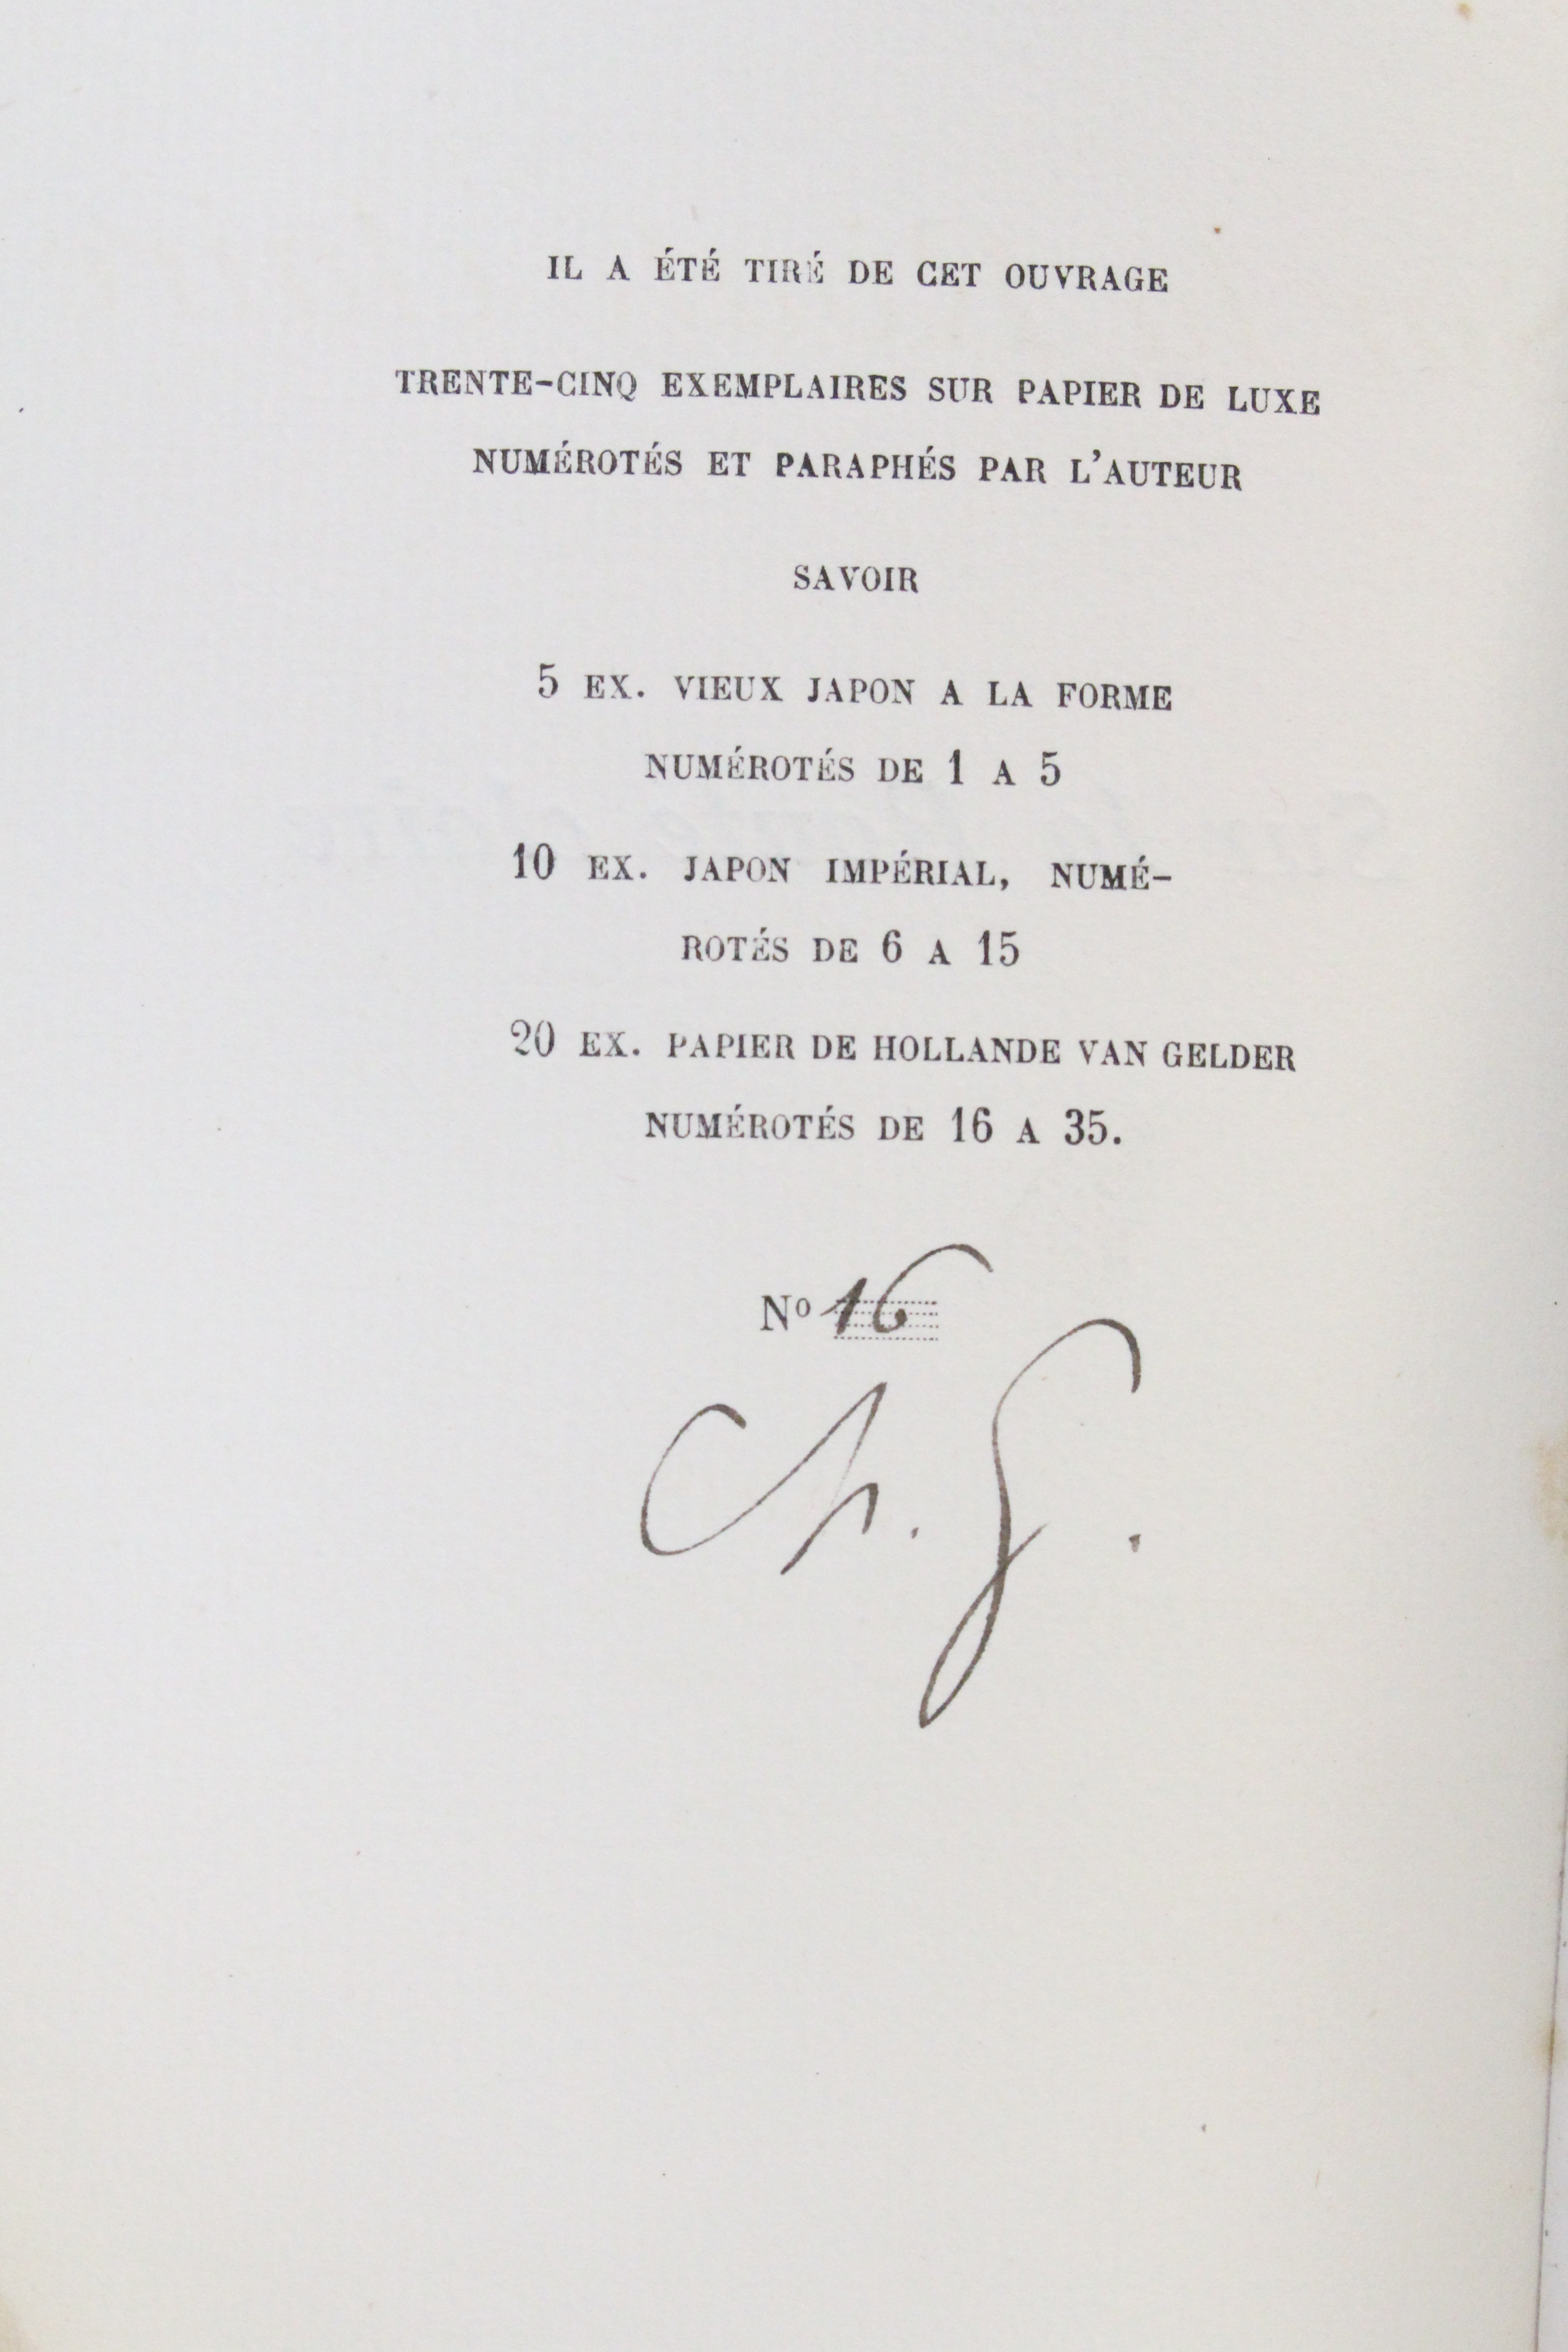 IL A ÉTÉ TIRÉ DE CET OUVRAGE
TRENTE-CINQ EXEMPLAIRES SUR PAPIER DE LUXE
NUMÉROTÉS ET PARAPHÉS PAR L'AUTEUR
SAVOIR
5 EX. VIEUX JAPON A LA FORME
NUMÉROTÉS DE 1 A 5
10 EX. JAPON IMPÉRIAL, NUMÉ-
ROTÉS DE 6 A 15
20 EX. PAPIER DE HOLLANDE VAN GELDER
NUMÉROTÉS DE 16 A 35.
Nº 16